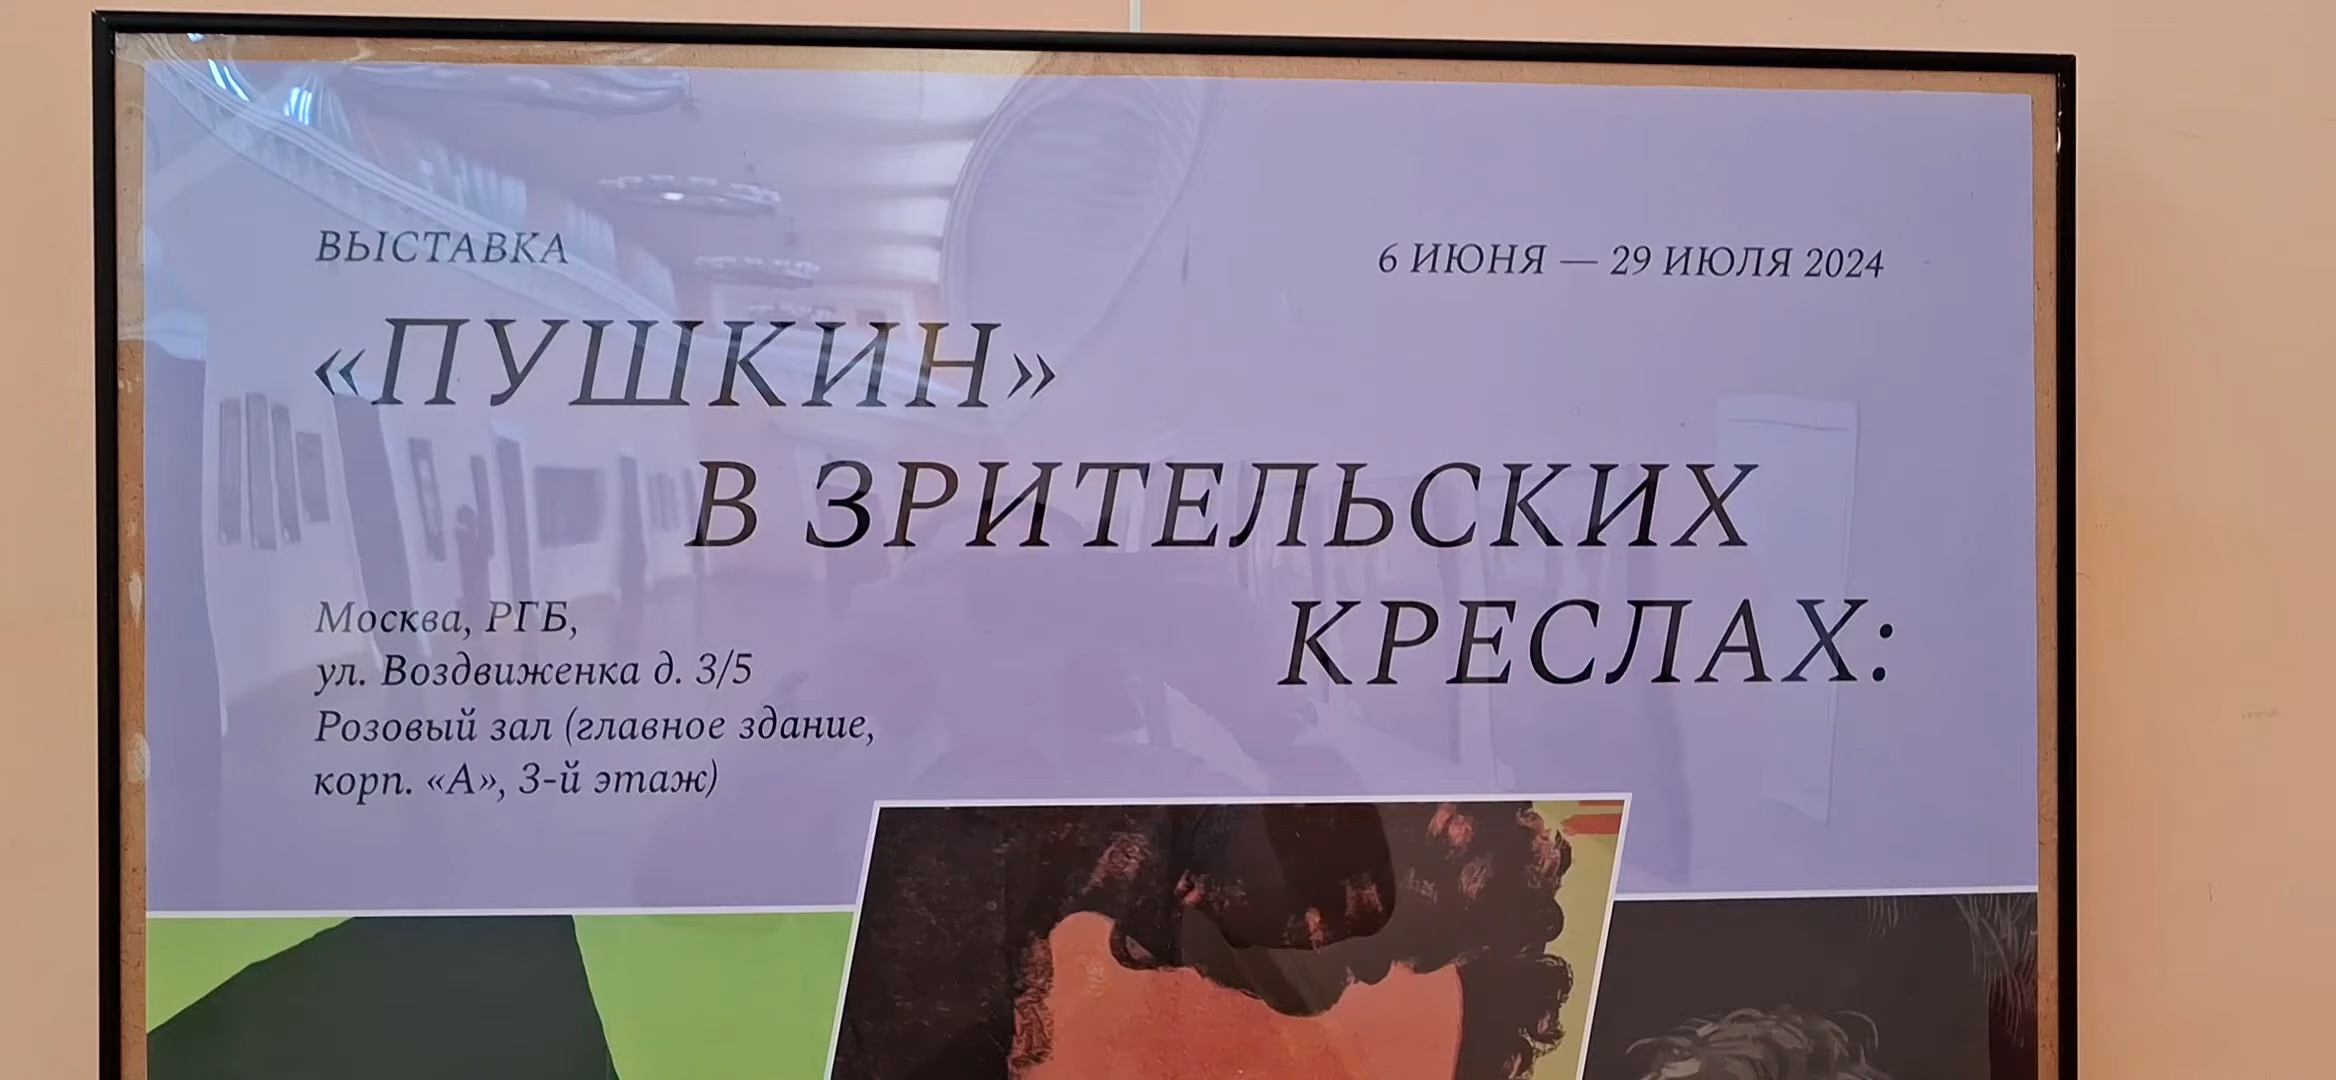 ВЫСТАВКА
6 ИЮНЯ — 29 ИЮЛЯ 2024
«ПУШКИН»
В ЗРИТЕЛЬСКИХ
КРЕСЛАХ:
Москва, РГБ,
ул. Воздвиженка д. 3/5
Розовый зал (главное здание,
корп. «А», 3-й этаж)